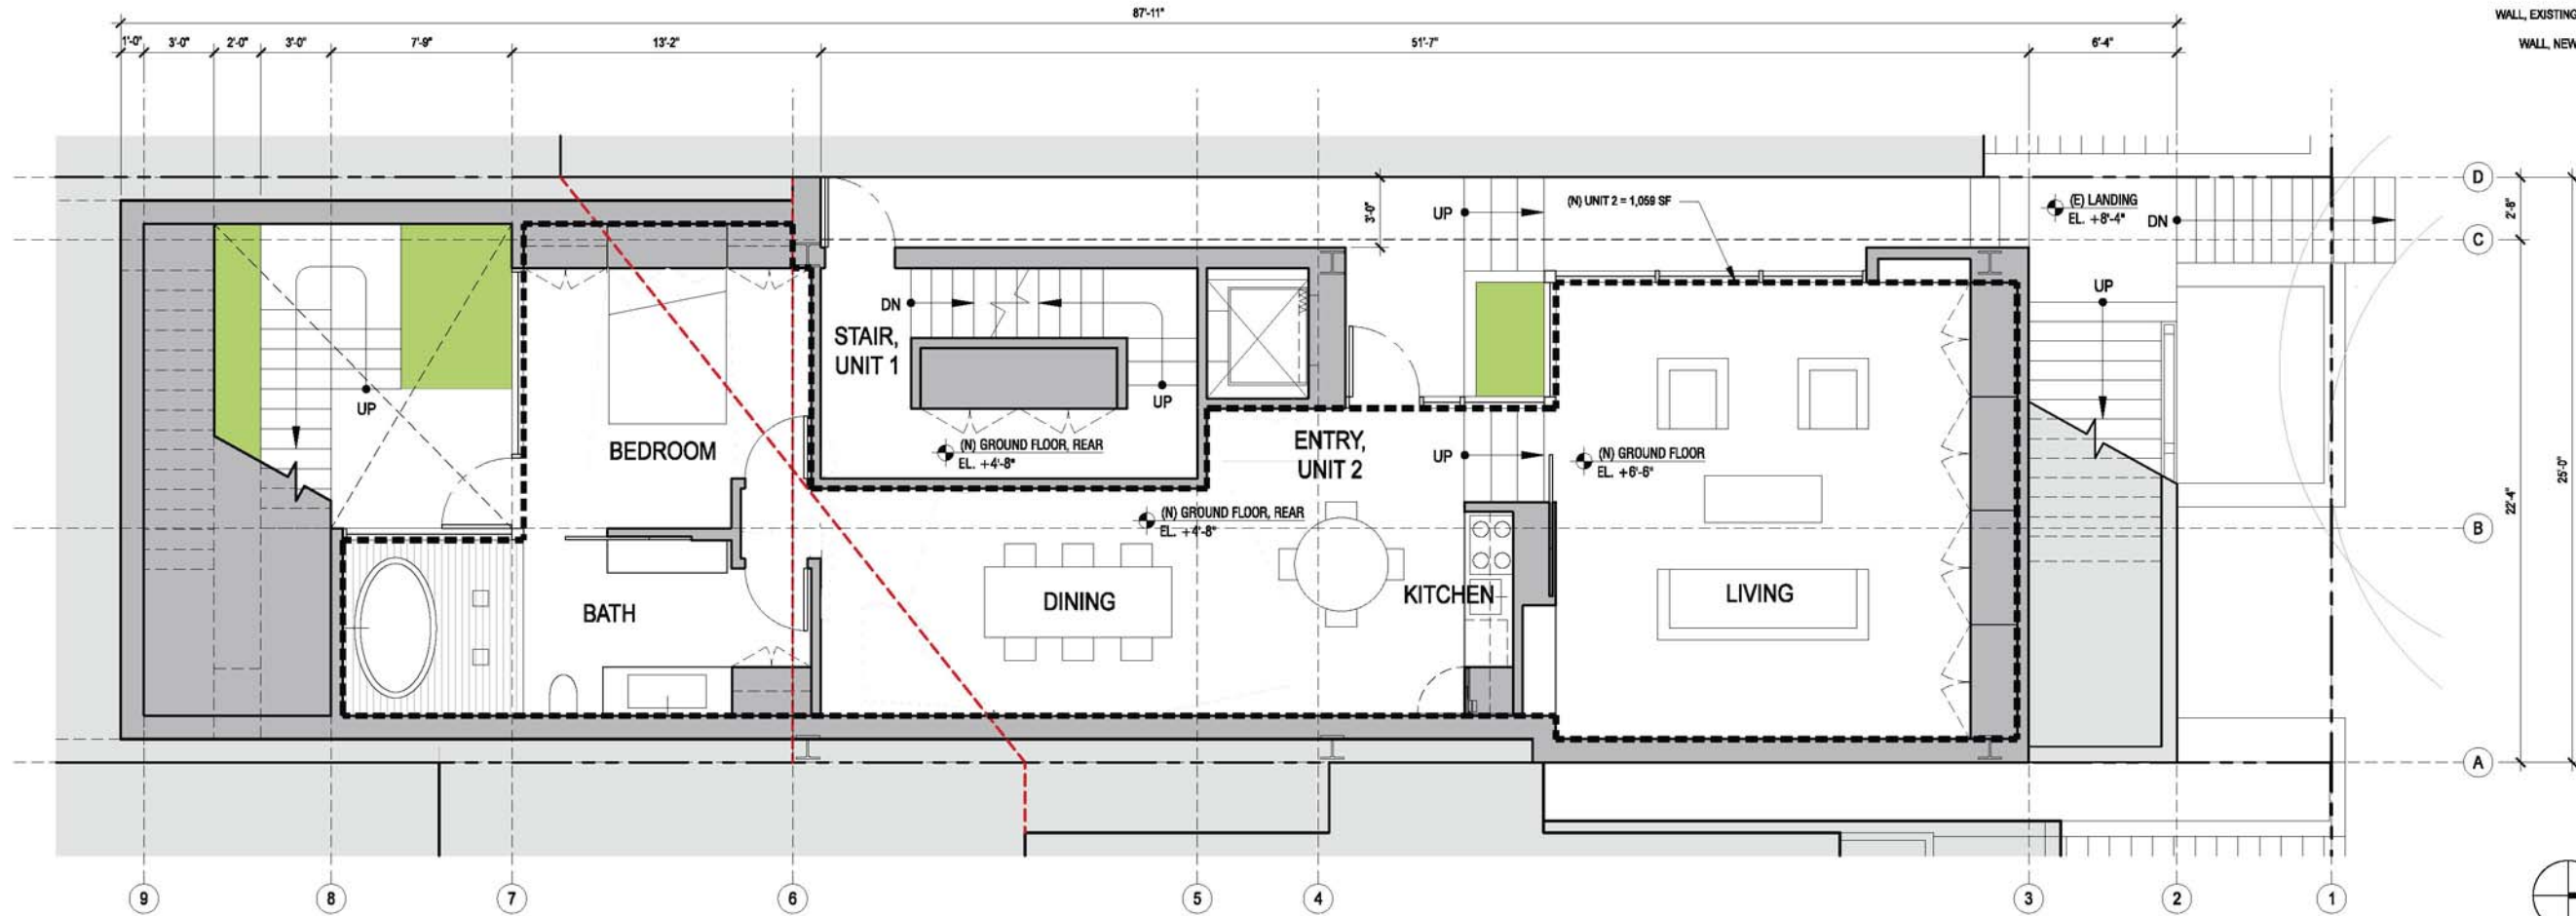 87'-11"
WALL, EXISTING
1'-0" 3'-0" 2'-0" 3'-0" 7'-9" 13'-2" 51'-7" 6'-4"
WALL, NEW
D
(N) UNIT 2 = 1,059 SF
(E) LANDING
EL. +8'-4"
DN
UP
3'-0"
2'-8"
C
UP
DN
STAIR,
UNIT 1
UP
UP
BEDROOM
(N) GROUND FLOOR, REAR
EL. +4'-8"
ENTRY,
UNIT 2
UP
(N) GROUND FLOOR
EL. +6'-6"
25'-0"
22'-4"
(N) GROUND FLOOR, REAR
EL. +4'-8"
B
BATH
DINING
KITCHEN
LIVING
A
9 8 7 6 5 4 3 2 1